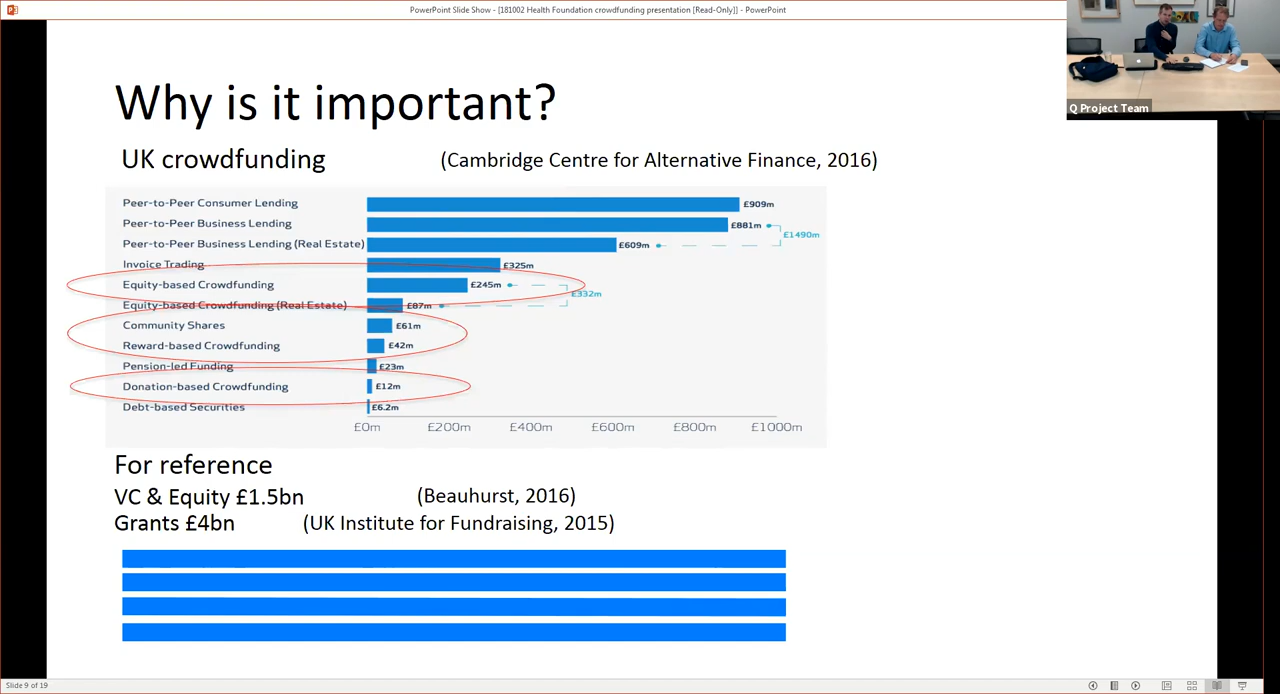 PowerPoint Slide Show - [181002 Health Foundation crowdfunding presentation [Read-Only]] - PowerPoint
Q Project Team
Why is it important?
UK crowdfunding (Cambridge Centre for Alternative Finance, 2016)
Peer-to-Peer Consumer Lending £909m
Peer-to-Peer Business Lending £881m
£1490m
Peer-to-Peer Business Lending (Real Estate) £609m
Invoice Trading £325m
Equity-based Crowdfunding £245m
£332m
Equity-based Crowdfunding (Real Estate) £87m
Community Shares £61m
Reward-based Crowdfunding £42m
Pension-led Funding £23m
Donation-based Crowdfunding £12m
Debt-based Securities £6.2m
£0m £200m £400m £600m £800m £1000m
For reference
VC & Equity £1.5bn (Beauhurst, 2016)
Grants £4bn (UK Institute for Fundraising, 2015)
Slide 9 of 19